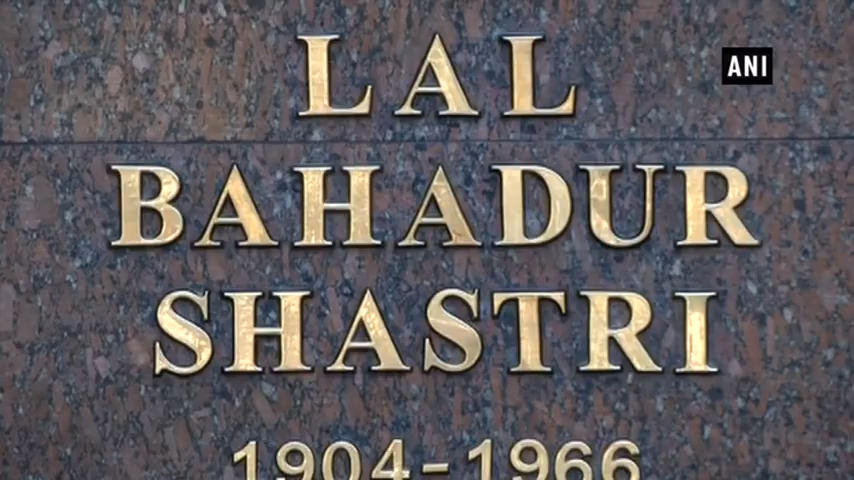 ANI
LAL
BAHADUR
SHASTRI
1904-1966